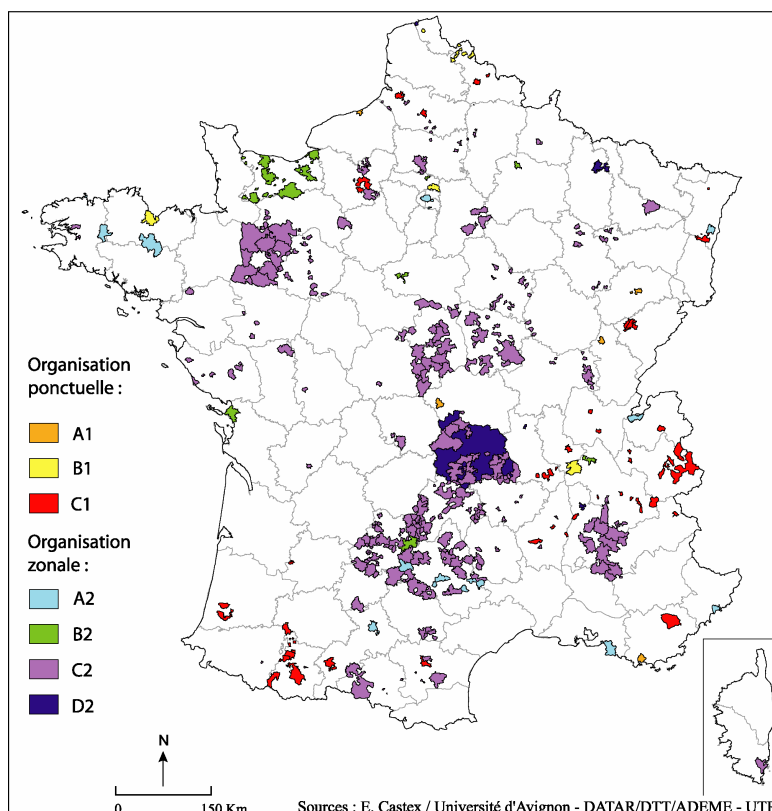 Organisation
ponctuelle :
A1
B1
C1
Organisation
zonale :
A2
B2
C2
D2
N
0 150 Km
Sources : E. Castex / Université d'Avignon - DATAR/DTT/ADEME - UTP